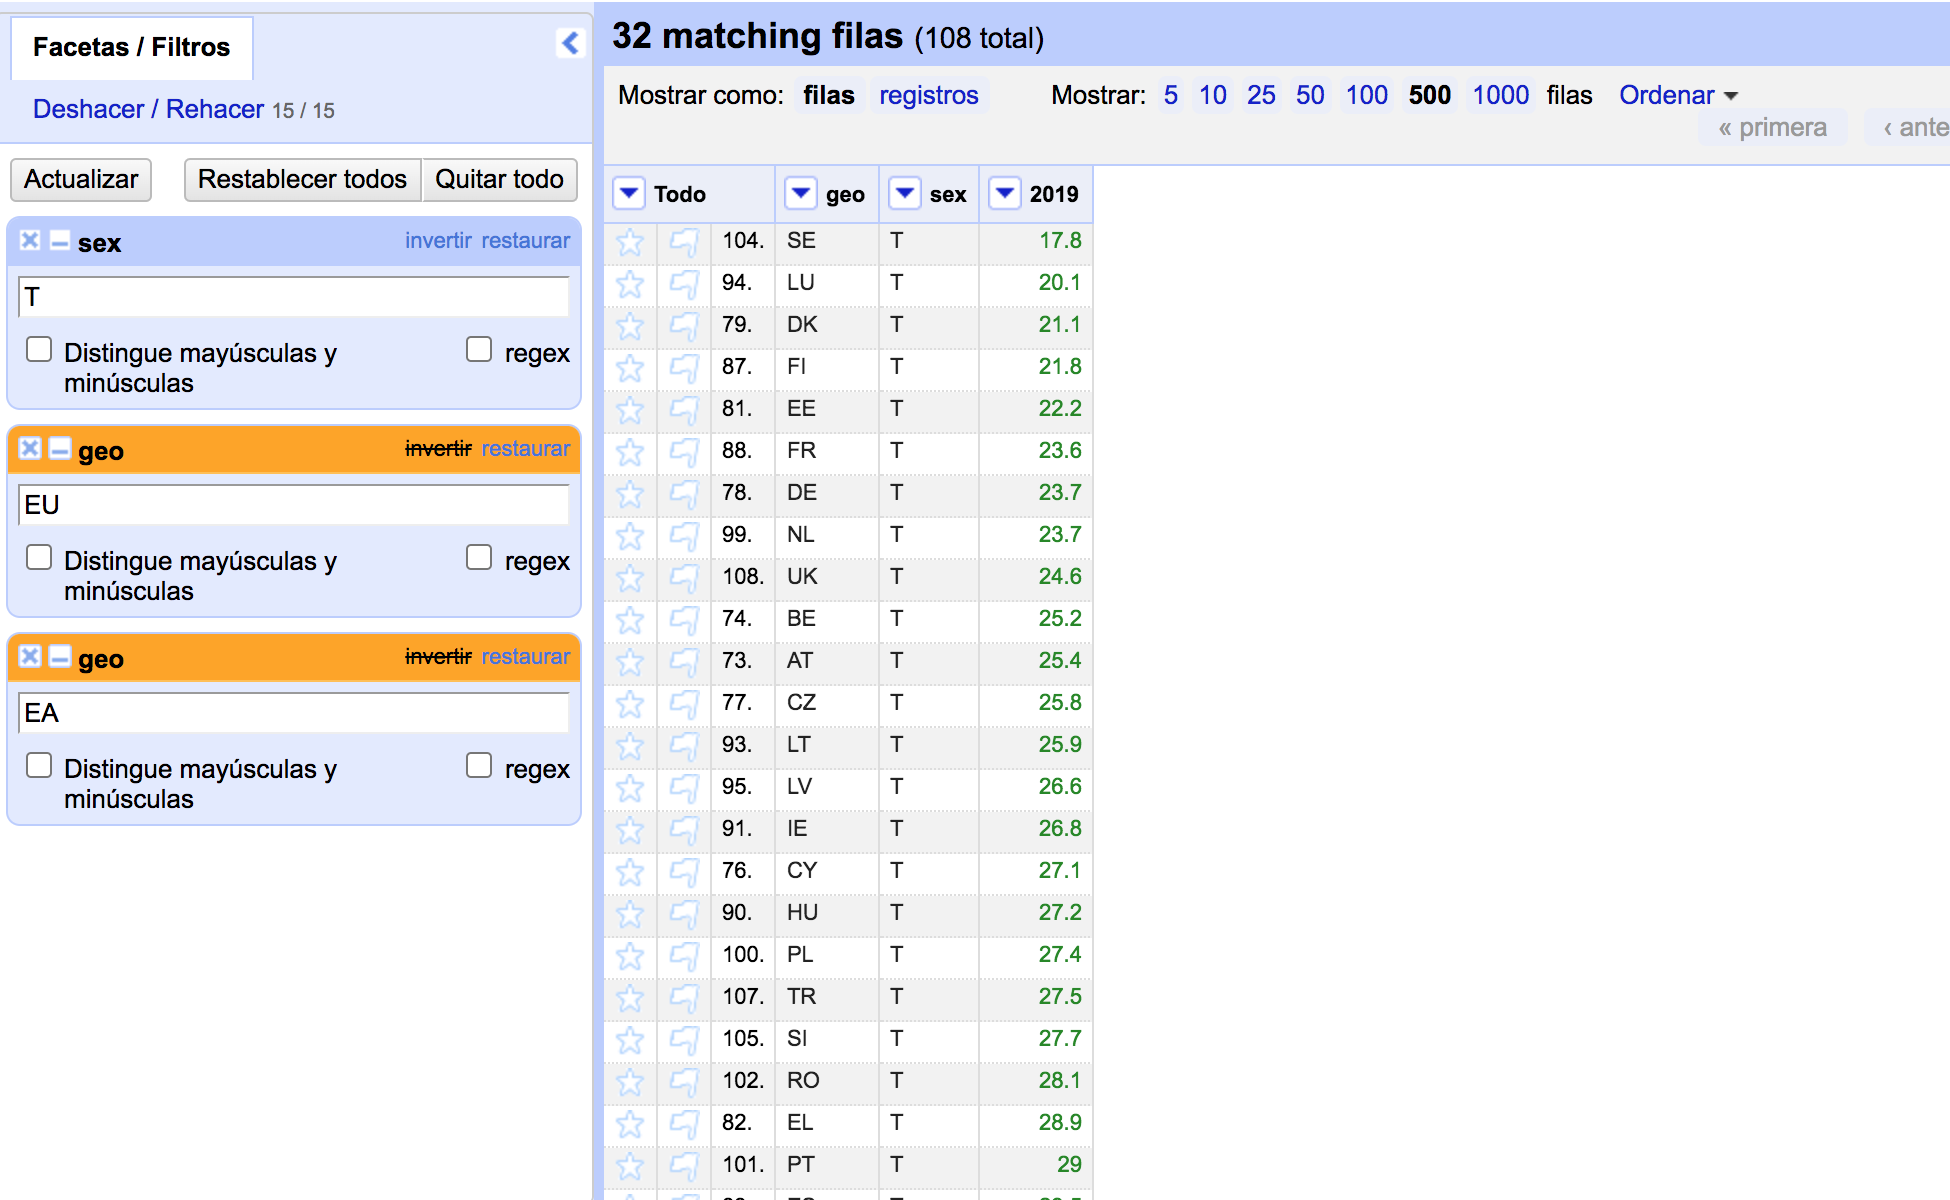 Facetas / Filtros
Deshacer / Rehacer 15 / 15
Actualizar Restablecer todos Quitar todo
sex invertir restaurar
T
Distingue mayúsculas y minúsculas regex
geo invertir restaurar
EU
Distingue mayúsculas y minúsculas regex
geo invertir restaurar
EA
Distingue mayúsculas y minúsculas regex
32 matching filas (108 total)
Mostrar como: filas registros Mostrar: 5 10 25 50 100 500 1000 filas Ordenar
« primera ‹ ante
Todo geo sex 2019
104. SE T 17.8
94. LU T 20.1
79. DK T 21.1
87. FI T 21.8
81. EE T 22.2
88. FR T 23.6
78. DE T 23.7
99. NL T 23.7
108. UK T 24.6
74. BE T 25.2
73. AT T 25.4
77. CZ T 25.8
93. LT T 25.9
95. LV T 26.6
91. IE T 26.8
76. CY T 27.1
90. HU T 27.2
100. PL T 27.4
107. TR T 27.5
105. SI T 27.7
102. RO T 28.1
82. EL T 28.9
101. PT T 29